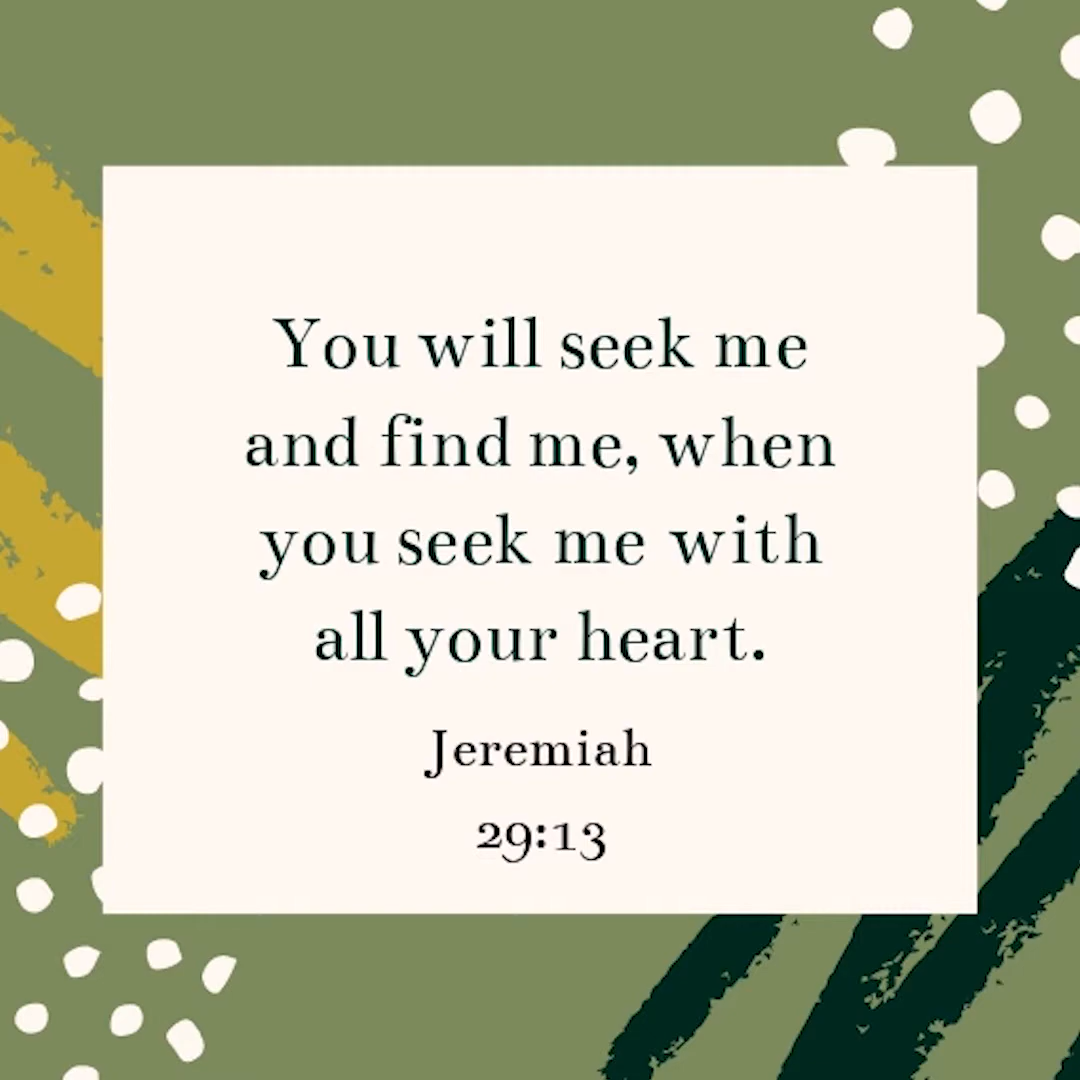 You will seek me
and find me, when
you seek me with
all your heart.
Jeremiah
29:13